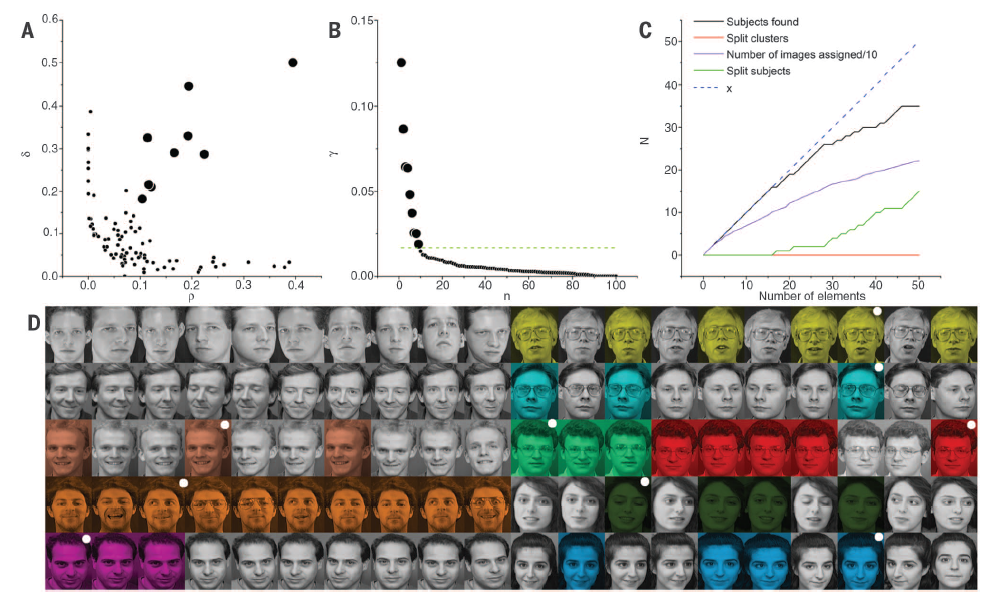 A
0.6
0.5
0.4
0.3
0.2
0.1
0.0
δ
0.0 0.1 0.2 0.3 0.4
ρ
B
0.15
0.10
0.05
0.00
γ
0 20 40 60 80 100
n
C
50
40
30
20
10
0
N
Subjects found
Split clusters
Number of images assigned/10
Split subjects
x
0 10 20 30 40 50
Number of elements
D